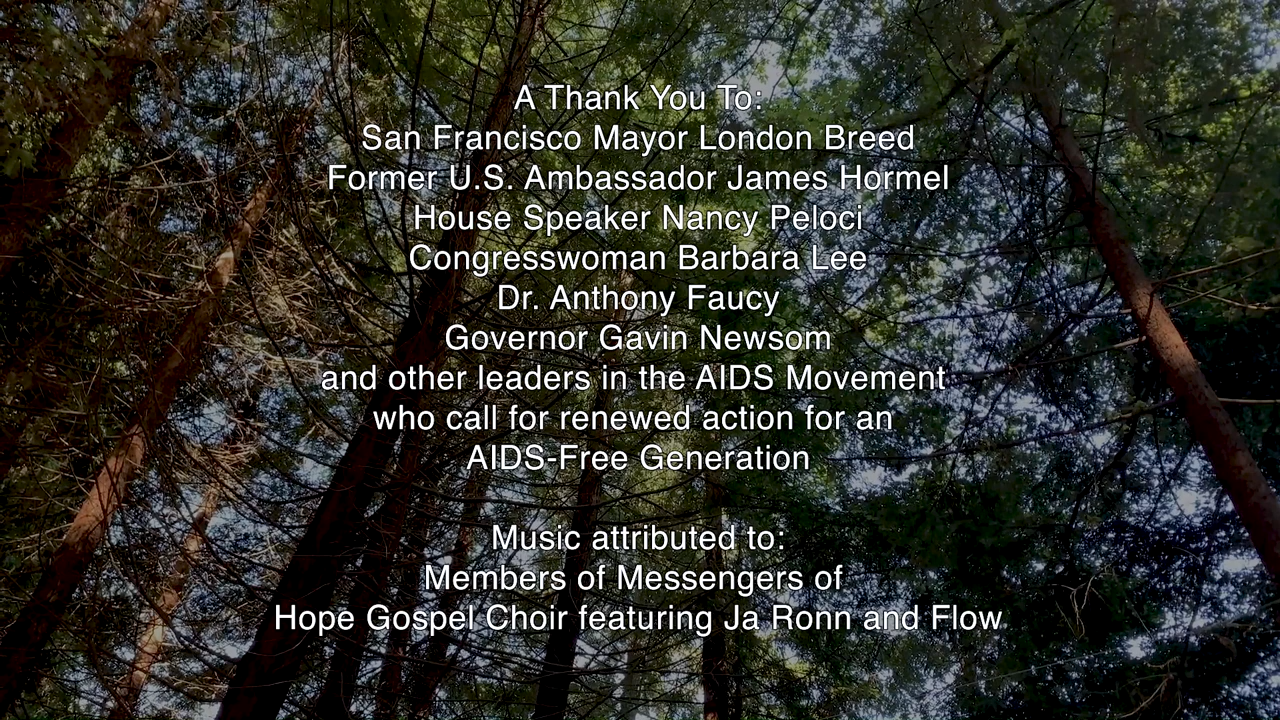 A Thank You To:
San Francisco Mayor London Breed
Former U.S. Ambassador James Hormel
House Speaker Nancy Peloci
Congresswoman Barbara Lee
Dr. Anthony Faucy
Governor Gavin Newsom
and other leaders in the AIDS Movement
who call for renewed action for an
AIDS-Free Generation
Music attributed to:
Members of Messengers of
Hope Gospel Choir featuring Ja Ronn and Flow